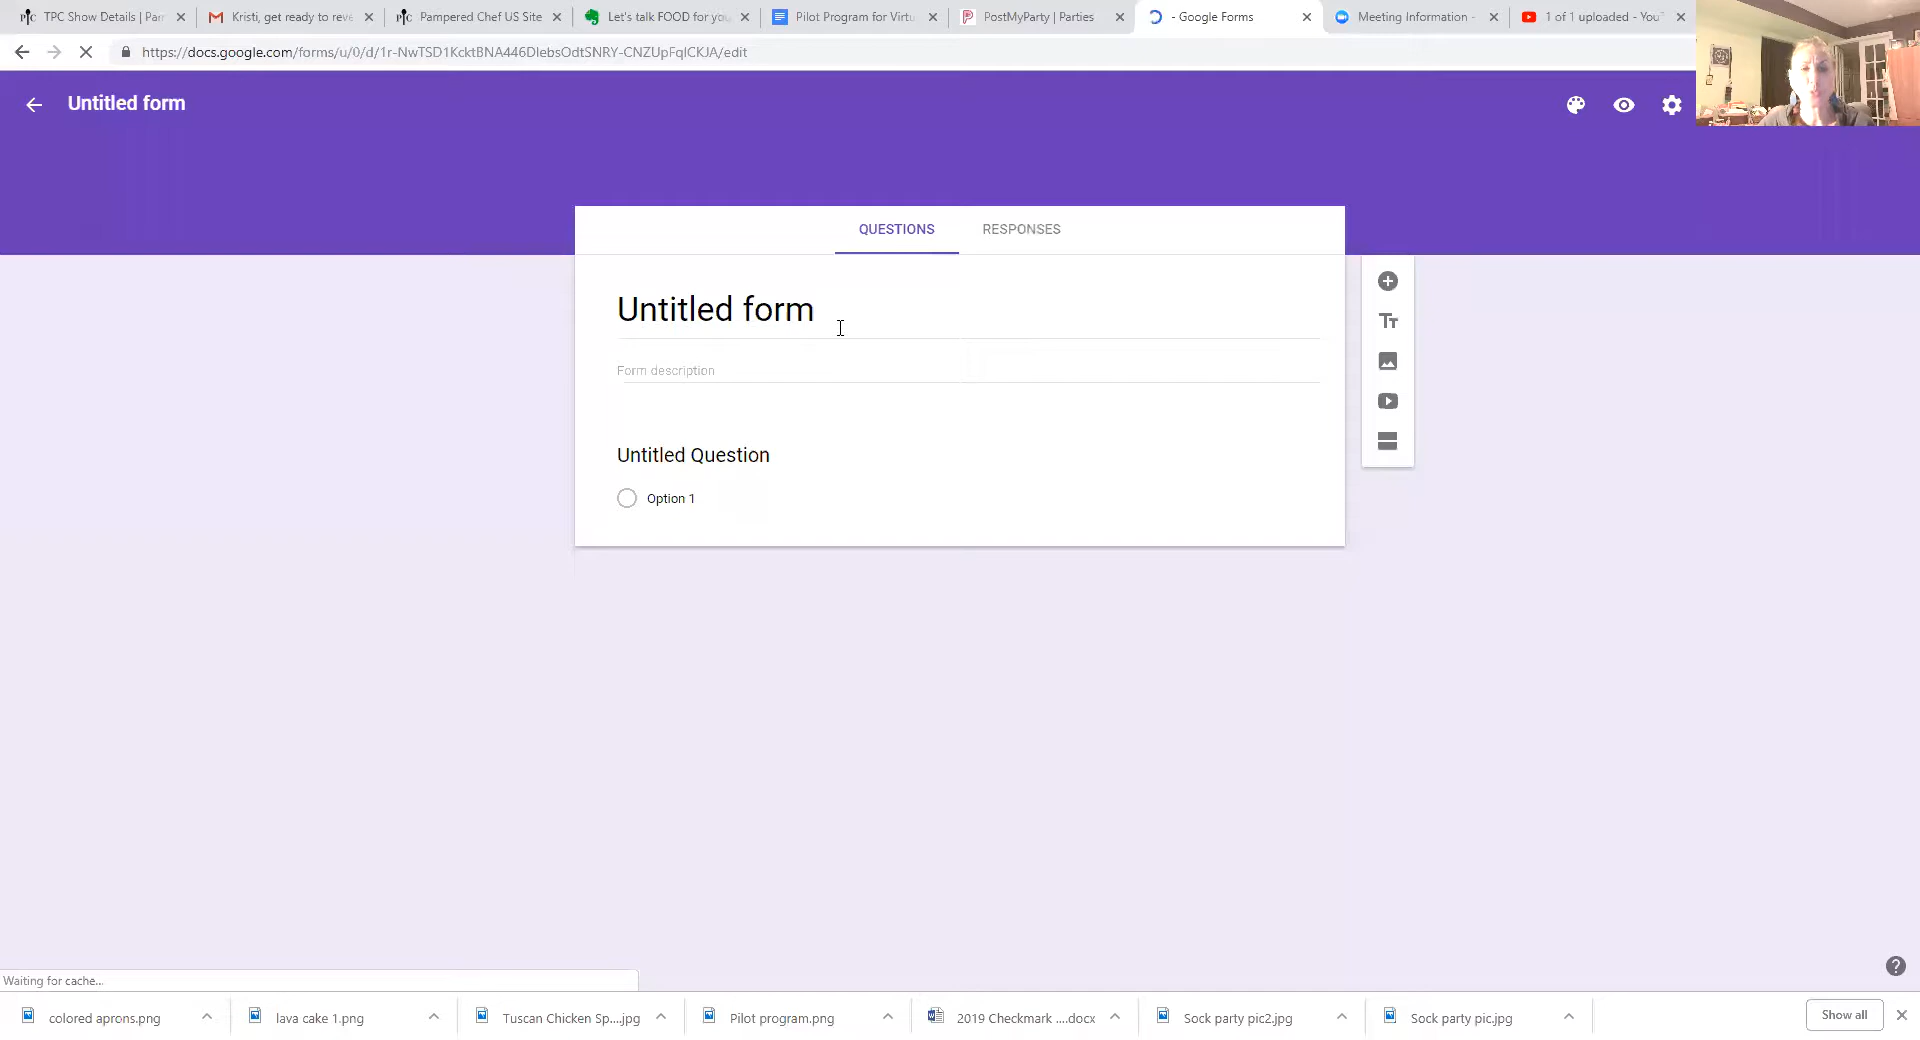 TPC Show Details | Pam
Kristi, get ready to reve
Pampered Chef US Site
Let's talk FOOD for you
Pilot Program for Virtu
PostMyParty | Parties
- Google Forms
Meeting Information -
1 of 1 uploaded - YouT
https://docs.google.com/forms/u/0/d/1r-NwTSD1KcktBNA446DlebsOdtSNRY-CNZUpFqlCKJA/edit
Untitled form
QUESTIONS
RESPONSES
Untitled form
Form description
Untitled Question
Option 1
Waiting for cache...
colored aprons.png
lava cake 1.png
Tuscan Chicken Sp....jpg
Pilot program.png
2019 Checkmark ....docx
Sock party pic2.jpg
Sock party pic.jpg
Show all